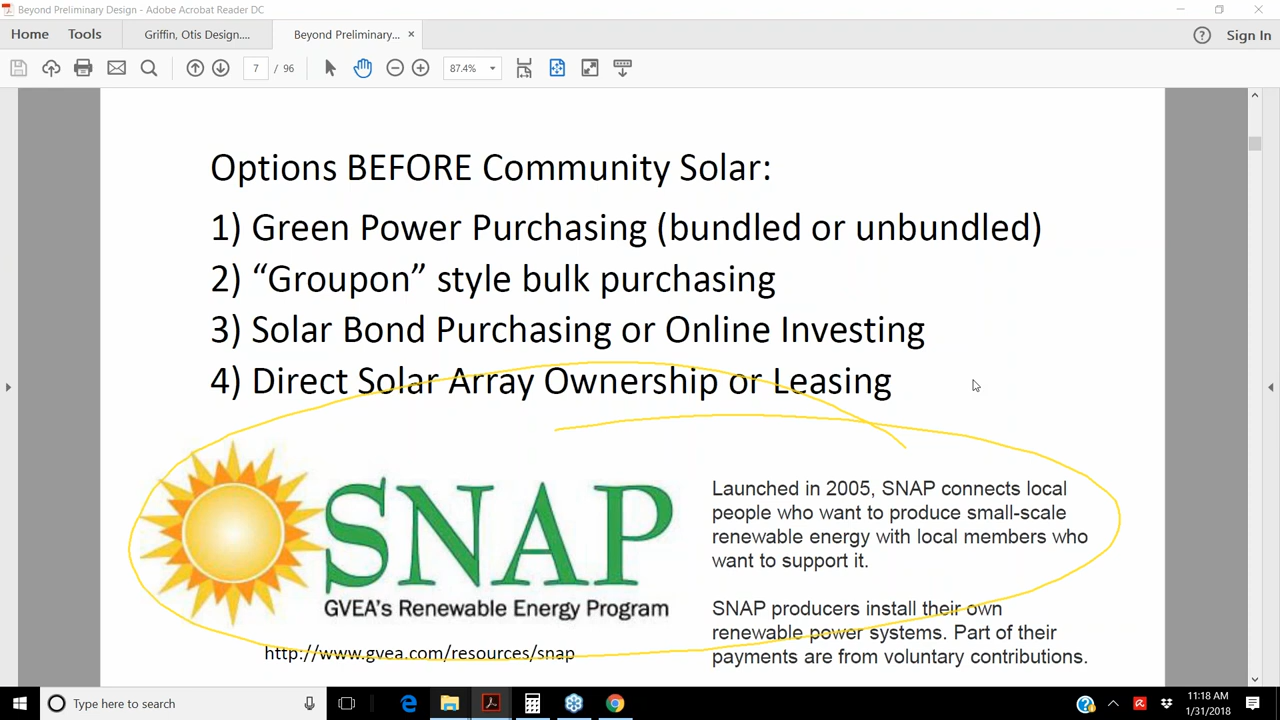 Beyond Preliminary Design - Adobe Acrobat Reader DC
Home Tools Griffin, Otis Design.... Beyond Preliminary... × ? Sign In
7 / 96 87.4%
Options BEFORE Community Solar:
1) Green Power Purchasing (bundled or unbundled)
2) “Groupon” style bulk purchasing
3) Solar Bond Purchasing or Online Investing
4) Direct Solar Array Ownership or Leasing
SNAP
GVEA's Renewable Energy Program
http://www.gvea.com/resources/snap
Launched in 2005, SNAP connects local
people who want to produce small-scale
renewable energy with local members who
want to support it.
SNAP producers install their own
renewable power systems. Part of their
payments are from voluntary contributions.
Type here to search
11:18 AM
1/31/2018